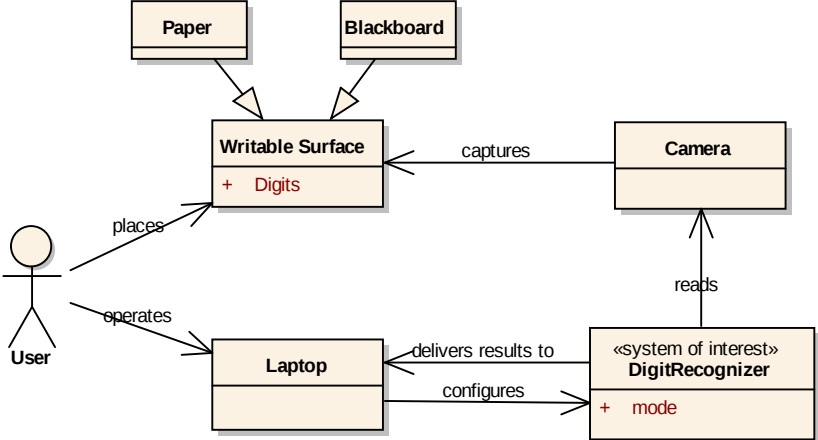 Paper
Blackboard
Writable Surface
+ Digits
captures
Camera
places
reads
User
operates
Laptop
delivers results to
configures
«system of interest»
DigitRecognizer
+ mode